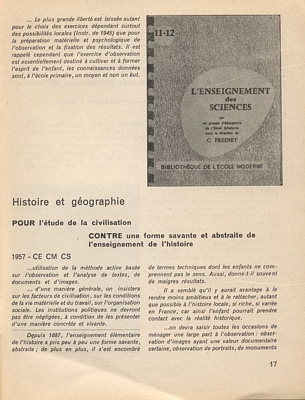 ... Le plus grande liberté est laissée autant
pour le choix des exercices dépendant surtout
des possibilités locales (Instr. de 1945) que pour
la préparation matérielle et psychologique de
l'observation et la fixation des résultats. Il est
rappelé cependant que l'exercice d'observation
est essentiellement destiné à cultiver et à former
l'esprit de l'enfant, les connaissances données
sont, à l'école primaire, un moyen et non un but.
11-12
L'ENSEIGNEMENT
des
SCIENCES
par
un groupe d'éducateurs
de l'École Moderne
sous la direction de
C. FREINET
BIBLIOTHÈQUE DE L'ÉCOLE MODERNE
Histoire et géographie
POUR l'étude de la civilisation
CONTRE une forme savante et abstraite de
l'enseignement de l'histoire
1957 - CE CM CS
...utilisation de la méthode active basée
sur l'observation et l'analyse de textes, de
documents et d'images.
... d'une manière générale, on insistera
sur les facteurs de civilisation, sur les conditions
de la vie matérielle et du travail, sur l'organisation
sociale. Les institutions politiques ne devront
pas être négligées, à condition de les présenter
d'une manière concrète et vivante.
Depuis 1887, l'enseignement élémentaire
de l'histoire a pris peu à peu une forme savante,
abstraite ; de plus en plus, il s'est encombré
de termes techniques dont les enfants ne com-
prennent pas le sens. Aussi, donne-t-il souvent
de maigres résultats.
Il a semblé qu'il y aurait avantage à le
rendre moins ambitieux et à le rattacher, autant
que possible à l'histoire locale, si riche, si variée
en France, car ainsi l'enfant pourrait prendre
contact avec la réalité historique.
...on devra saisir toutes les occasions de
ménager une large part à l'observation : obser-
vation d'images ayant une valeur documentaire
certaine, observation de portraits, de monuments
17